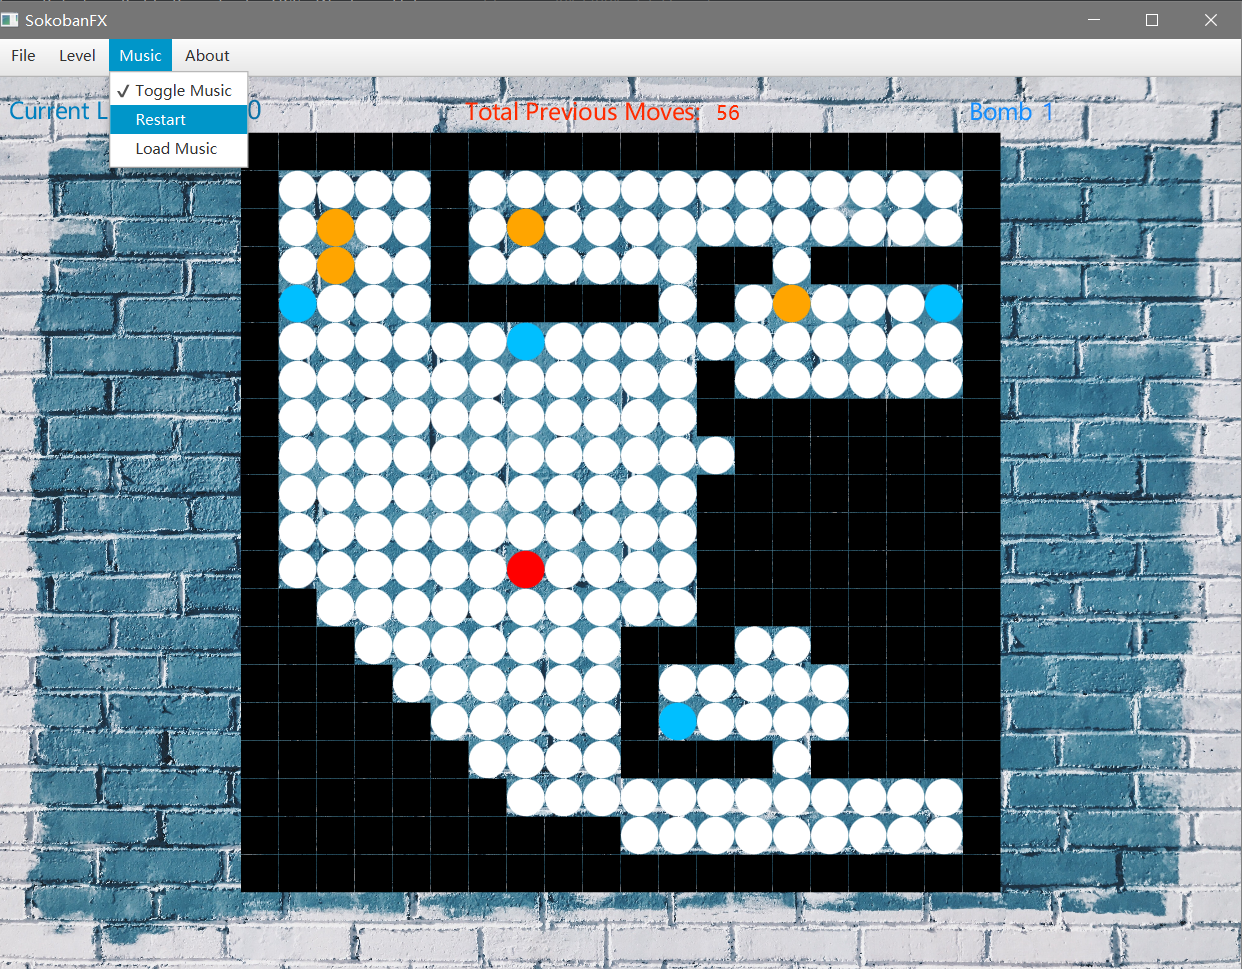 SokobanFX
File Level Music About
Toggle Music
Current L 0 Total Previous Moves: 56 Bomb 1
Restart
Load Music